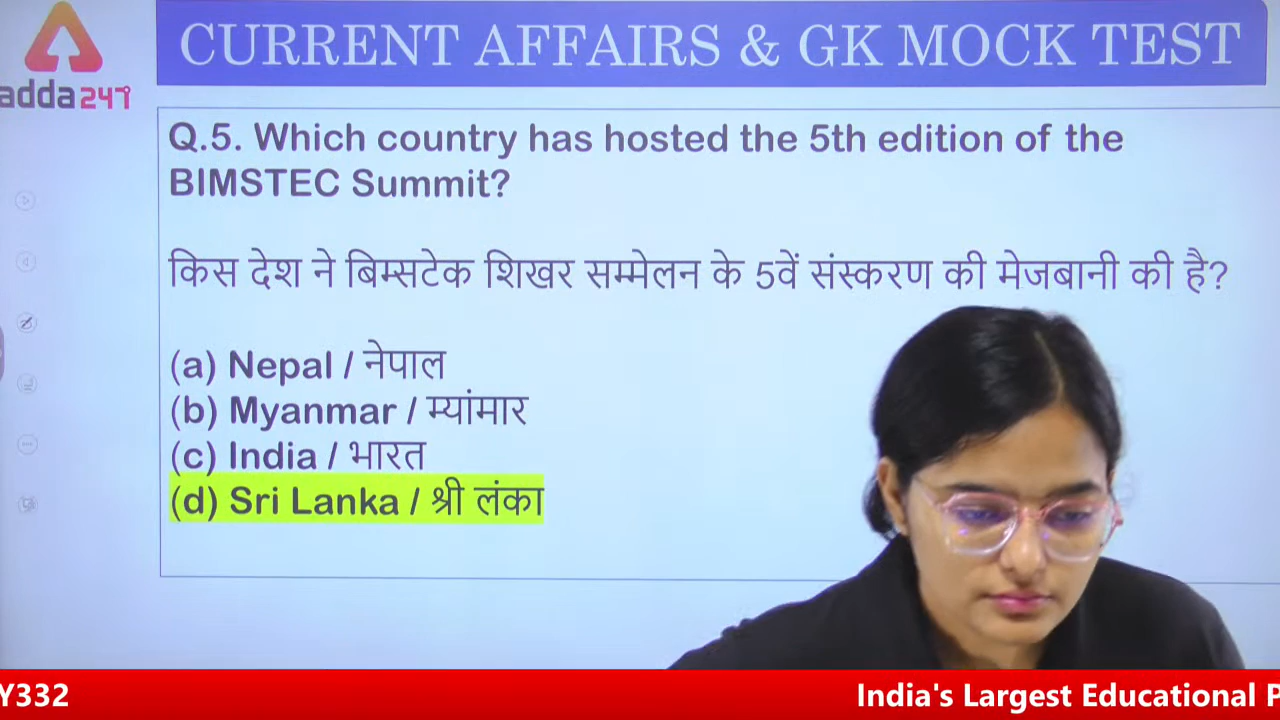 CURRENT AFFAIRS & GK MOCK TEST
adda247
Q.5. Which country has hosted the 5th edition of the
BIMSTEC Summit?
किस देश ने बिम्सटेक शिखर सम्मेलन के 5वें संस्करण की मेजबानी की है?
(a) Nepal / नेपाल
(b) Myanmar / म्यांमार
(c) India / भारत
(d) Sri Lanka / श्री लंका
Y332
India's Largest Educational P